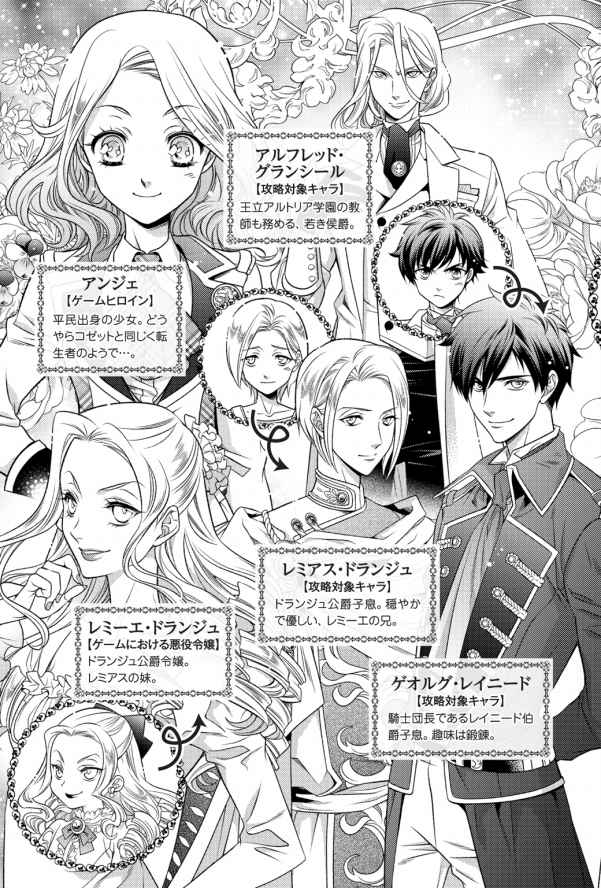 アルフレッド・
グランシール
【攻略対象キャラ】
王立アルトリア学園の教
師も務める、若き侯爵。
アンジェ
【ゲームヒロイン】
平民出身の少女。どう
やらコゼットと同じく転
生者のようで…。
レミアス・ドランジュ
【攻略対象キャラ】
ドランジュ公爵子息。穏やか
で優しい、レミーエの兄。
レミーエ・ドランジュ
【ゲームにおける悪役令嬢】
ドランジュ公爵令嬢。
レミアスの妹。
ゲオルグ・レイニード
【攻略対象キャラ】
騎士団長であるレイニード伯
爵子息。趣味は鍛錬。